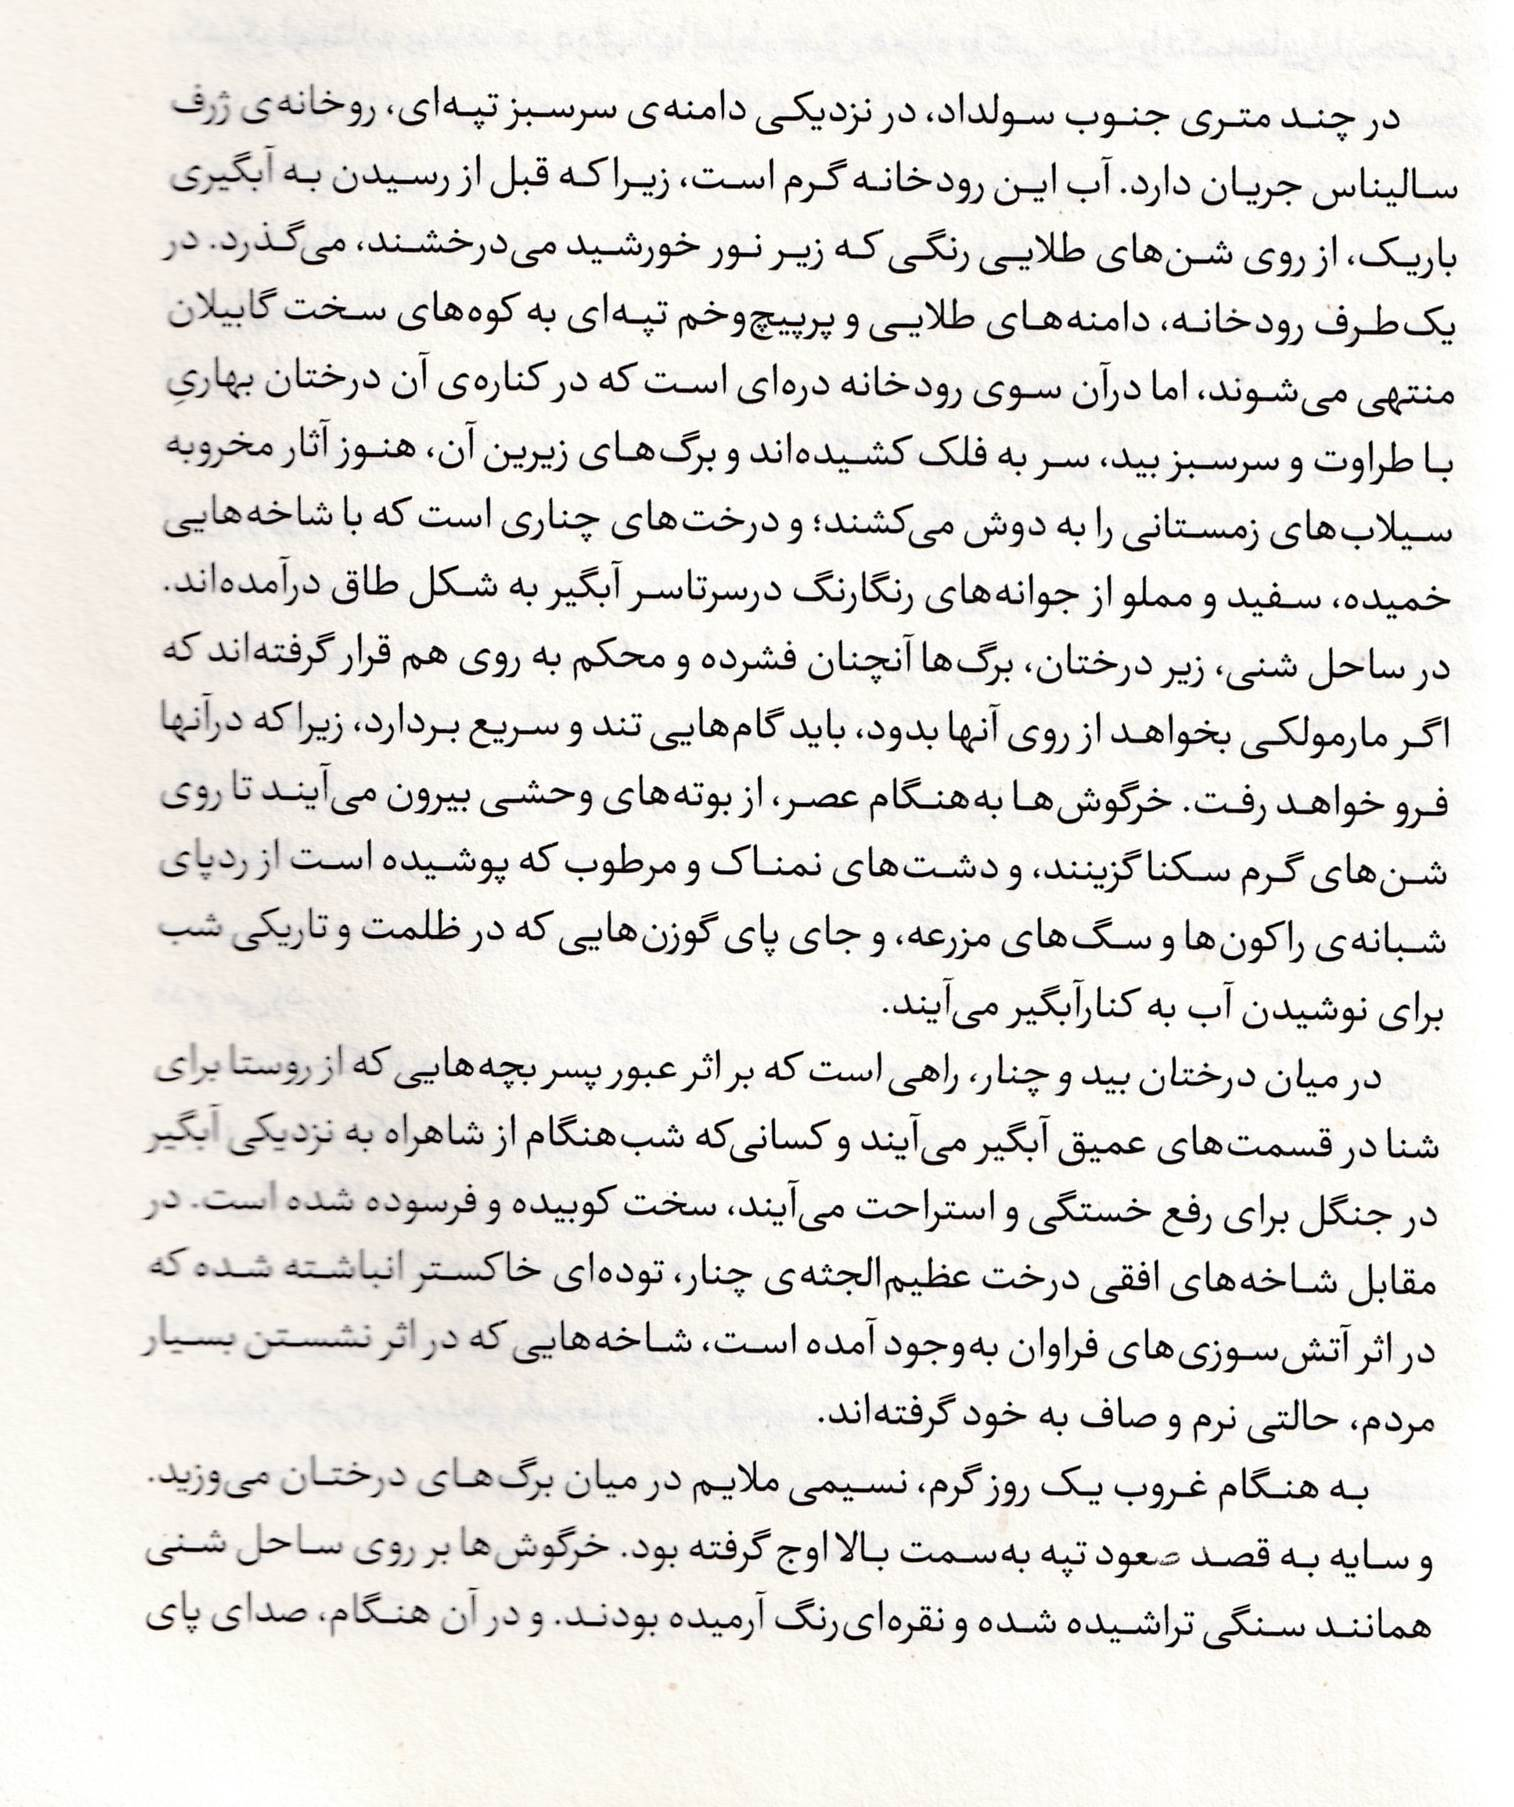 در چند متری جنوب سولداد، در نزدیکی دامنه‌ی سرسبز تپه‌ای، روخانه‌ی ژرف
سالیناس جریان دارد. آب این رودخانه گرم است، زیرا که قبل از رسیدن به آبگیری
باریک، از روی شن‌های طلایی رنگی که زیر نور خورشید می‌درخشند، می‌گذرد. در
یک طرف رودخانه، دامنه‌های طلایی و پرپیچ‌وخم تپه‌ای به کوه‌های سخت گابیلان
منتهی می‌شوند، اما درآن سوی رودخانه دره‌ای است که در کناره‌ی آن درختان بهاریِ
با طراوت و سرسبز بید، سر به فلک کشیده‌اند و برگ‌های زیرین آن، هنوز آثار مخروبه
سیلاب‌های زمستانی را به دوش می‌کشند؛ و درخت‌های چناری است که با شاخه‌هایی
خمیده، سفید و مملو از جوانه‌های رنگارنگ درسرتاسر آبگیر به شکل طاق درآمده‌اند.
در ساحل شنی، زیر درختان، برگ‌ها آنچنان فشرده و محکم به روی هم قرار گرفته‌اند که
اگر مارمولکی بخواهد از روی آنها بدود، باید گام‌هایی تند و سریع بردارد، زیرا که درآنها
فرو خواهد رفت. خرگوش‌ها به‌هنگام عصر، از بوته‌های وحشی بیرون می‌آیند تا روی
شن‌های گرم سکنا گزینند، و دشت‌های نمناک و مرطوب که پوشیده است از ردپای
شبانه‌ی راکون‌ها و سگ‌های مزرعه، و جای پای گوزن‌هایی که در ظلمت و تاریکی شب
برای نوشیدن آب به کنارآبگیر می‌آیند.
در میان درختان بید و چنار، راهی است که بر اثر عبور پسر بچه‌هایی که از روستا برای
شنا در قسمت‌های عمیق آبگیر می‌آیند و کسانی‌که شب‌هنگام از شاهراه به نزدیکی آبگیر
در جنگل برای رفع خستگی و استراحت می‌آیند، سخت کوبیده و فرسوده شده است. در
مقابل شاخه‌های افقی درخت عظیم‌الجثه‌ی چنار، توده‌ای خاکستر انباشته شده که
در اثر آتش‌سوزی‌های فراوان به‌وجود آمده است، شاخه‌هایی که در اثر نشستن بسیار
مردم، حالتی نرم و صاف به خود گرفته‌اند.
به هنگام غروب یک روز گرم، نسیمی ملایم در میان برگ‌های درختان می‌وزید.
و سایه به قصد صعود تپه به‌سمت بالا اوج گرفته بود. خرگوش‌ها بر روی ساحل شنی
همانند سنگی تراشیده شده و نقره‌ای‌رنگ آرمیده بودند. و در آن هنگام، صدای پای